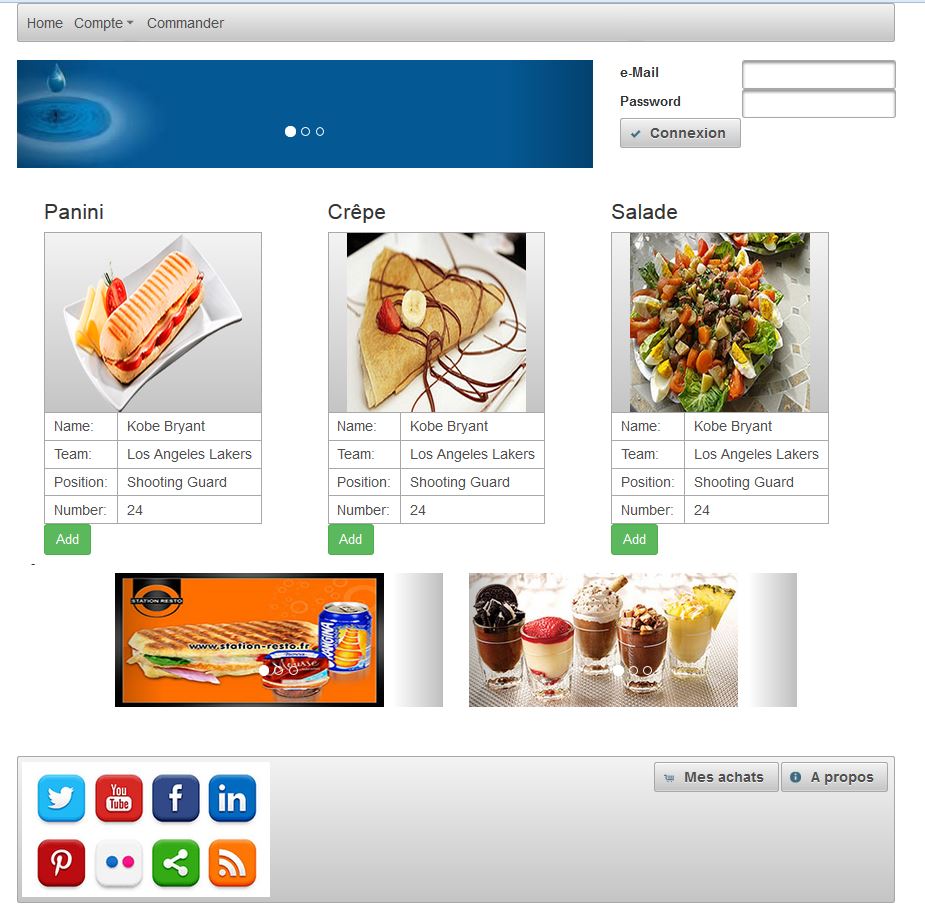 Home Compte Commander
e-Mail
Password
Connexion
Panini
Crêpe
Salade
Name: Kobe Bryant
Team: Los Angeles Lakers
Position: Shooting Guard
Number: 24
Add
Name: Kobe Bryant
Team: Los Angeles Lakers
Position: Shooting Guard
Number: 24
Add
Name: Kobe Bryant
Team: Los Angeles Lakers
Position: Shooting Guard
Number: 24
Add
STATION RESTO
www.station-resto.fr
ORANGINA
Mousse
You
Tube
f
in
Mes achats
A propos